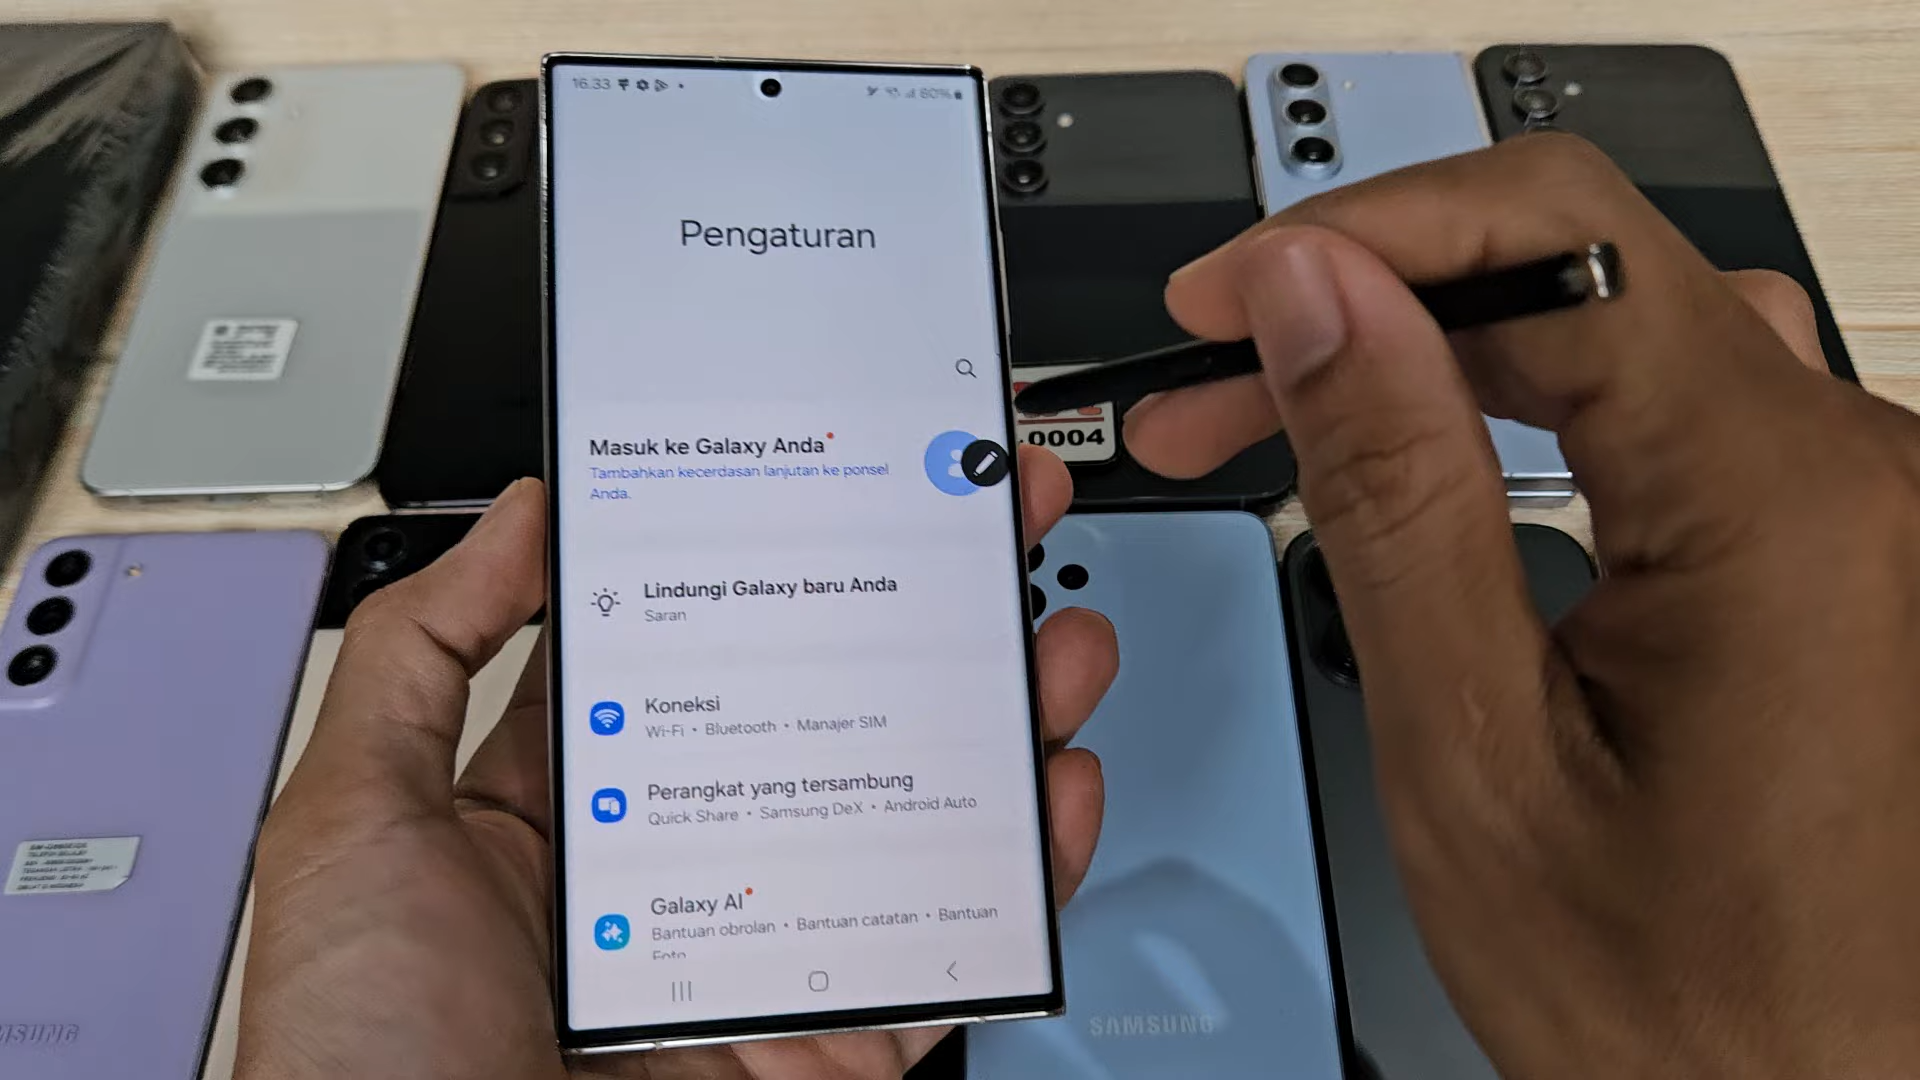 16.33
80%
Pengaturan
Masuk ke Galaxy Anda
Tambahkan kecerdasan lanjutan ke ponsel
Anda.
.0004
Lindungi Galaxy baru Anda
Saran
Koneksi
Wi-Fi • Bluetooth • Manajer SIM
Perangkat yang tersambung
Quick Share • Samsung DeX • Android Auto
Galaxy AI
Bantuan obrolan • Bantuan catatan • Bantuan
Foto
SAMSUNG